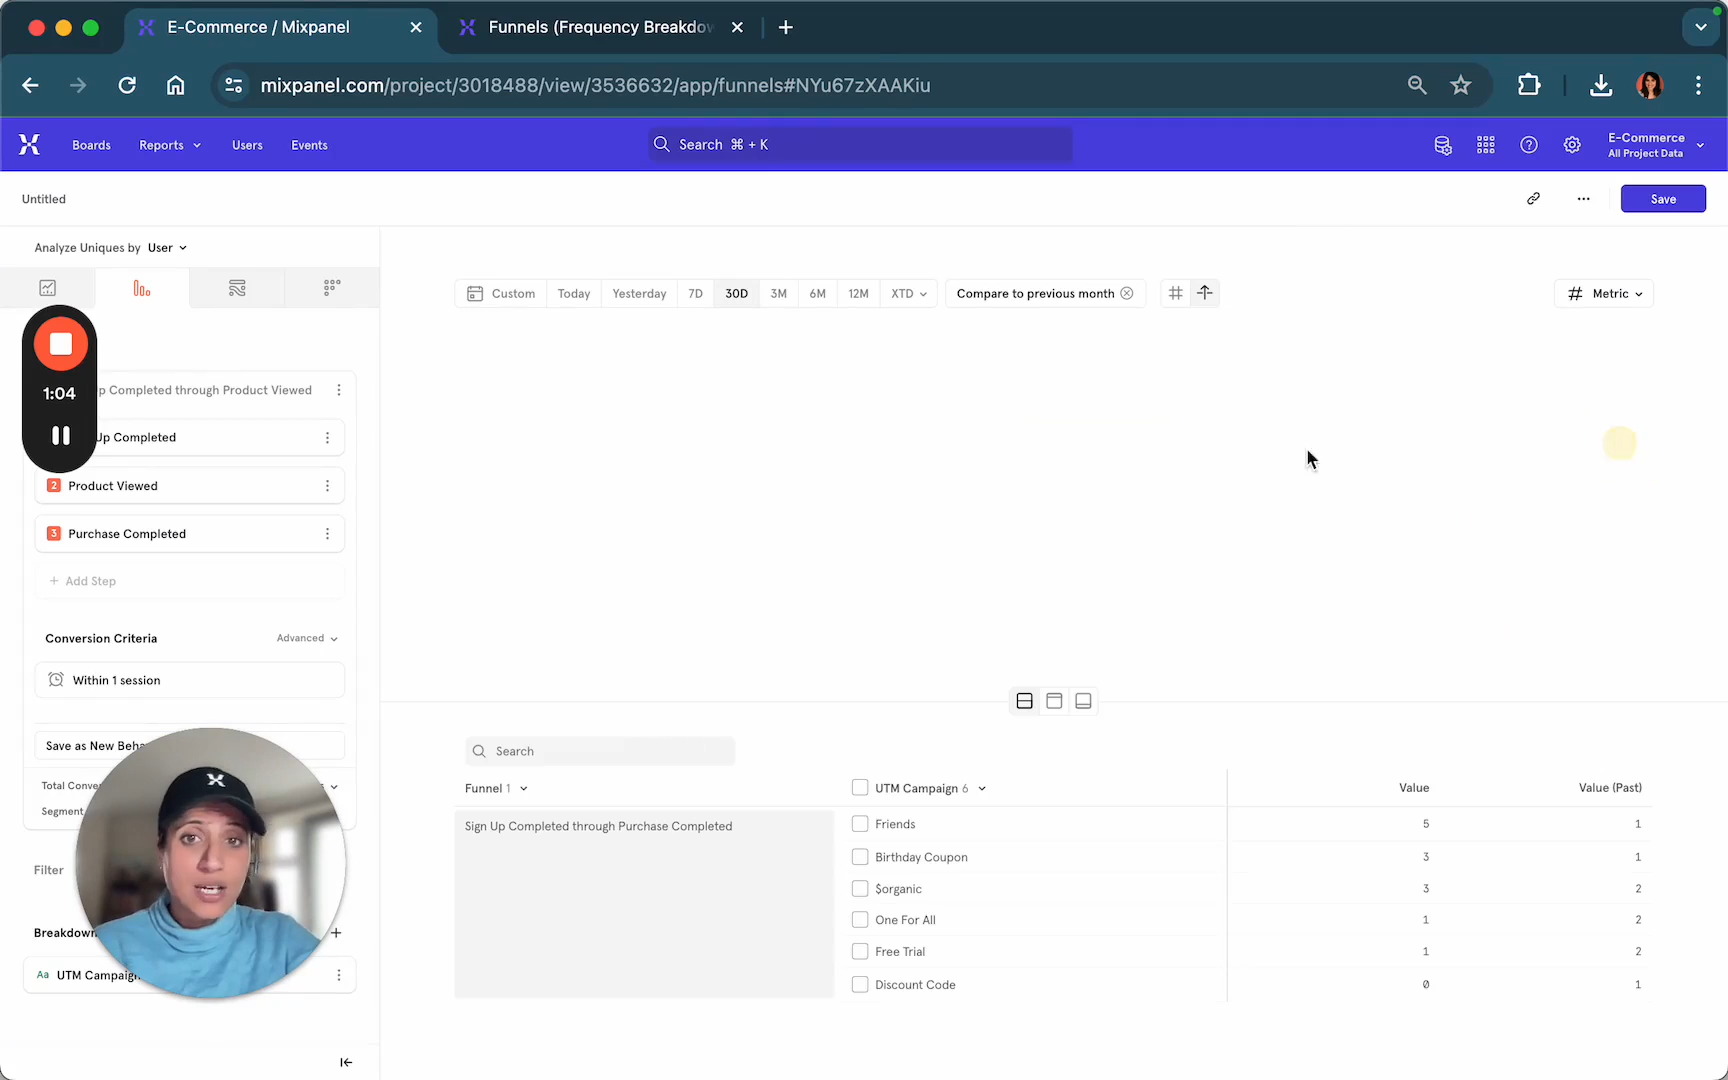 E-Commerce / Mixpanel
Funnels (Frequency Breakdow
mixpanel.com/project/3018488/view/3536632/app/funnels#NYu67zXAAKiu
Boards
Reports
Users
Events
Search ⌘ + K
E-Commerce
All Project Data
Untitled
Save
Analyze Uniques by User
Custom
Today
Yesterday
7D
30D
3M
6M
12M
XTD
Compare to previous month
# Metric
1:04
p Completed through Product Viewed
Up Completed
2 Product Viewed
3 Purchase Completed
+ Add Step
Conversion Criteria
Advanced
Within 1 session
Save as New Beha
Total Conve
Segment
Filter
Breakdown
Aa UTM Campaign
Search
Funnel 1
UTM Campaign 6
Value
Value (Past)
Sign Up Completed through Purchase Completed
Friends 5 1
Birthday Coupon 3 1
$organic 3 2
One For All 1 2
Free Trial 1 2
Discount Code 0 1